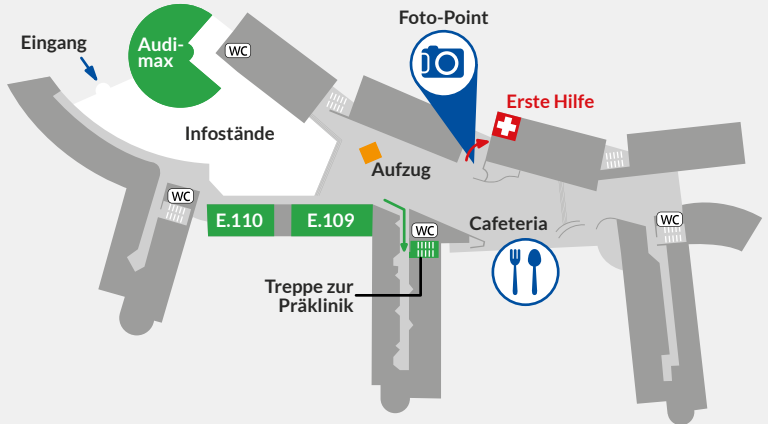 Foto-Point
Eingang
Audi-
max
WC
Erste Hilfe
Infostände
Aufzug
WC
E.110
E.109
WC
Cafeteria
WC
Treppe zur
Präklinik